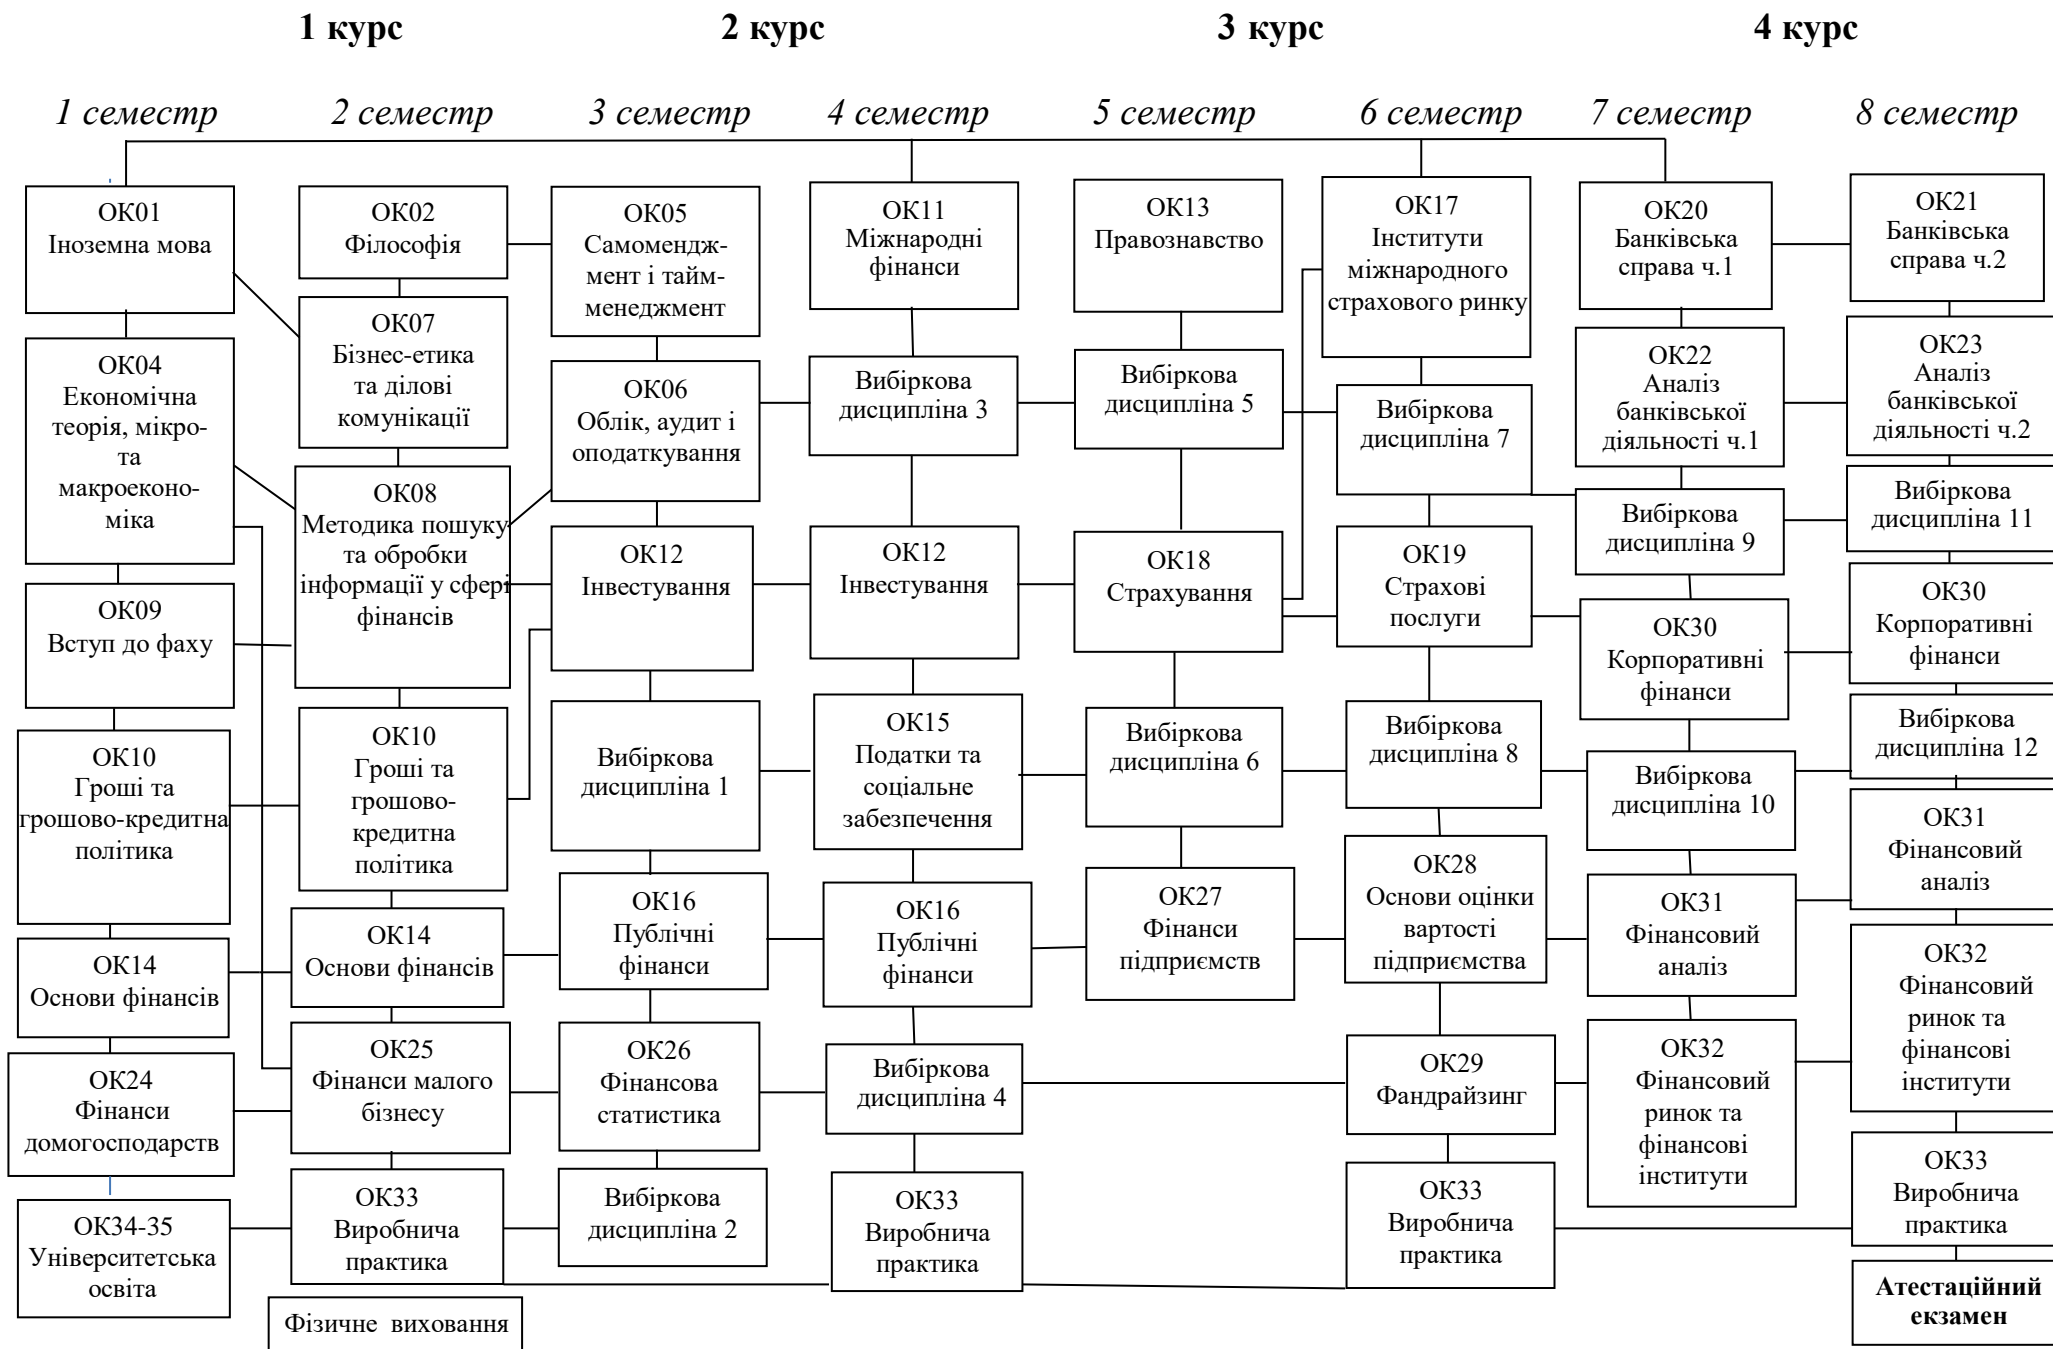 1 курс
2 курс
3 курс
4 курс
1 семестр
2 семестр
3 семестр
4 семестр
5 семестр
6 семестр
7 семестр
8 семестр
ОК01
Іноземна мова
ОК04
Економічна
теорія, мікро-
та
макроеконо-
міка
ОК09
Вступ до фаху
ОК10
Гроші та
грошово-кредитна
політика
ОК14
Основи фінансів
ОК24
Фінанси
домогосподарств
ОК34-35
Університетська
освіта
ОК02
Філософія
ОК07
Бізнес-етика
та ділові
комунікації
ОК08
Методика пошуку
та обробки
інформації у сфері
фінансів
ОК10
Гроші та
грошово-
кредитна
політика
ОК14
Основи фінансів
ОК25
Фінанси малого
бізнесу
ОК33
Виробнича
практика
Фізичне виховання
ОК05
Самоменедж-
мент і тайм-
менеджмент
ОК06
Облік, аудит і
оподаткування
ОК12
Інвестування
Вибіркова
дисципліна 1
ОК16
Публічні
фінанси
ОК26
Фінансова
статистика
Вибіркова
дисципліна 2
ОК11
Міжнародні
фінанси
Вибіркова
дисципліна 3
ОК12
Інвестування
ОК15
Податки та
соціальне
забезпечення
ОК16
Публічні
фінанси
Вибіркова
дисципліна 4
ОК33
Виробнича
практика
ОК13
Правознавство
Вибіркова
дисципліна 5
ОК18
Страхування
Вибіркова
дисципліна 6
ОК27
Фінанси
підприємств
ОК17
Інститути
міжнародного
страхового ринку
Вибіркова
дисципліна 7
ОК19
Страхові
послуги
Вибіркова
дисципліна 8
ОК28
Основи оцінки
вартості
підприємства
ОК29
Фандрайзинг
ОК33
Виробнича
практика
ОК20
Банківська
справа ч.1
ОК22
Аналіз
банківської
діяльності ч.1
Вибіркова
дисципліна 9
ОК30
Корпоративні
фінанси
Вибіркова
дисципліна 10
ОК31
Фінансовий
аналіз
ОК32
Фінансовий
ринок та
фінансові
інститути
ОК21
Банківська
справа ч.2
ОК23
Аналіз
банківської
діяльності ч.2
Вибіркова
дисципліна 11
ОК30
Корпоративні
фінанси
Вибіркова
дисципліна 12
ОК31
Фінансовий
аналіз
ОК32
Фінансовий
ринок та
фінансові
інститути
ОК33
Виробнича
практика
Атестаційний
екзамен